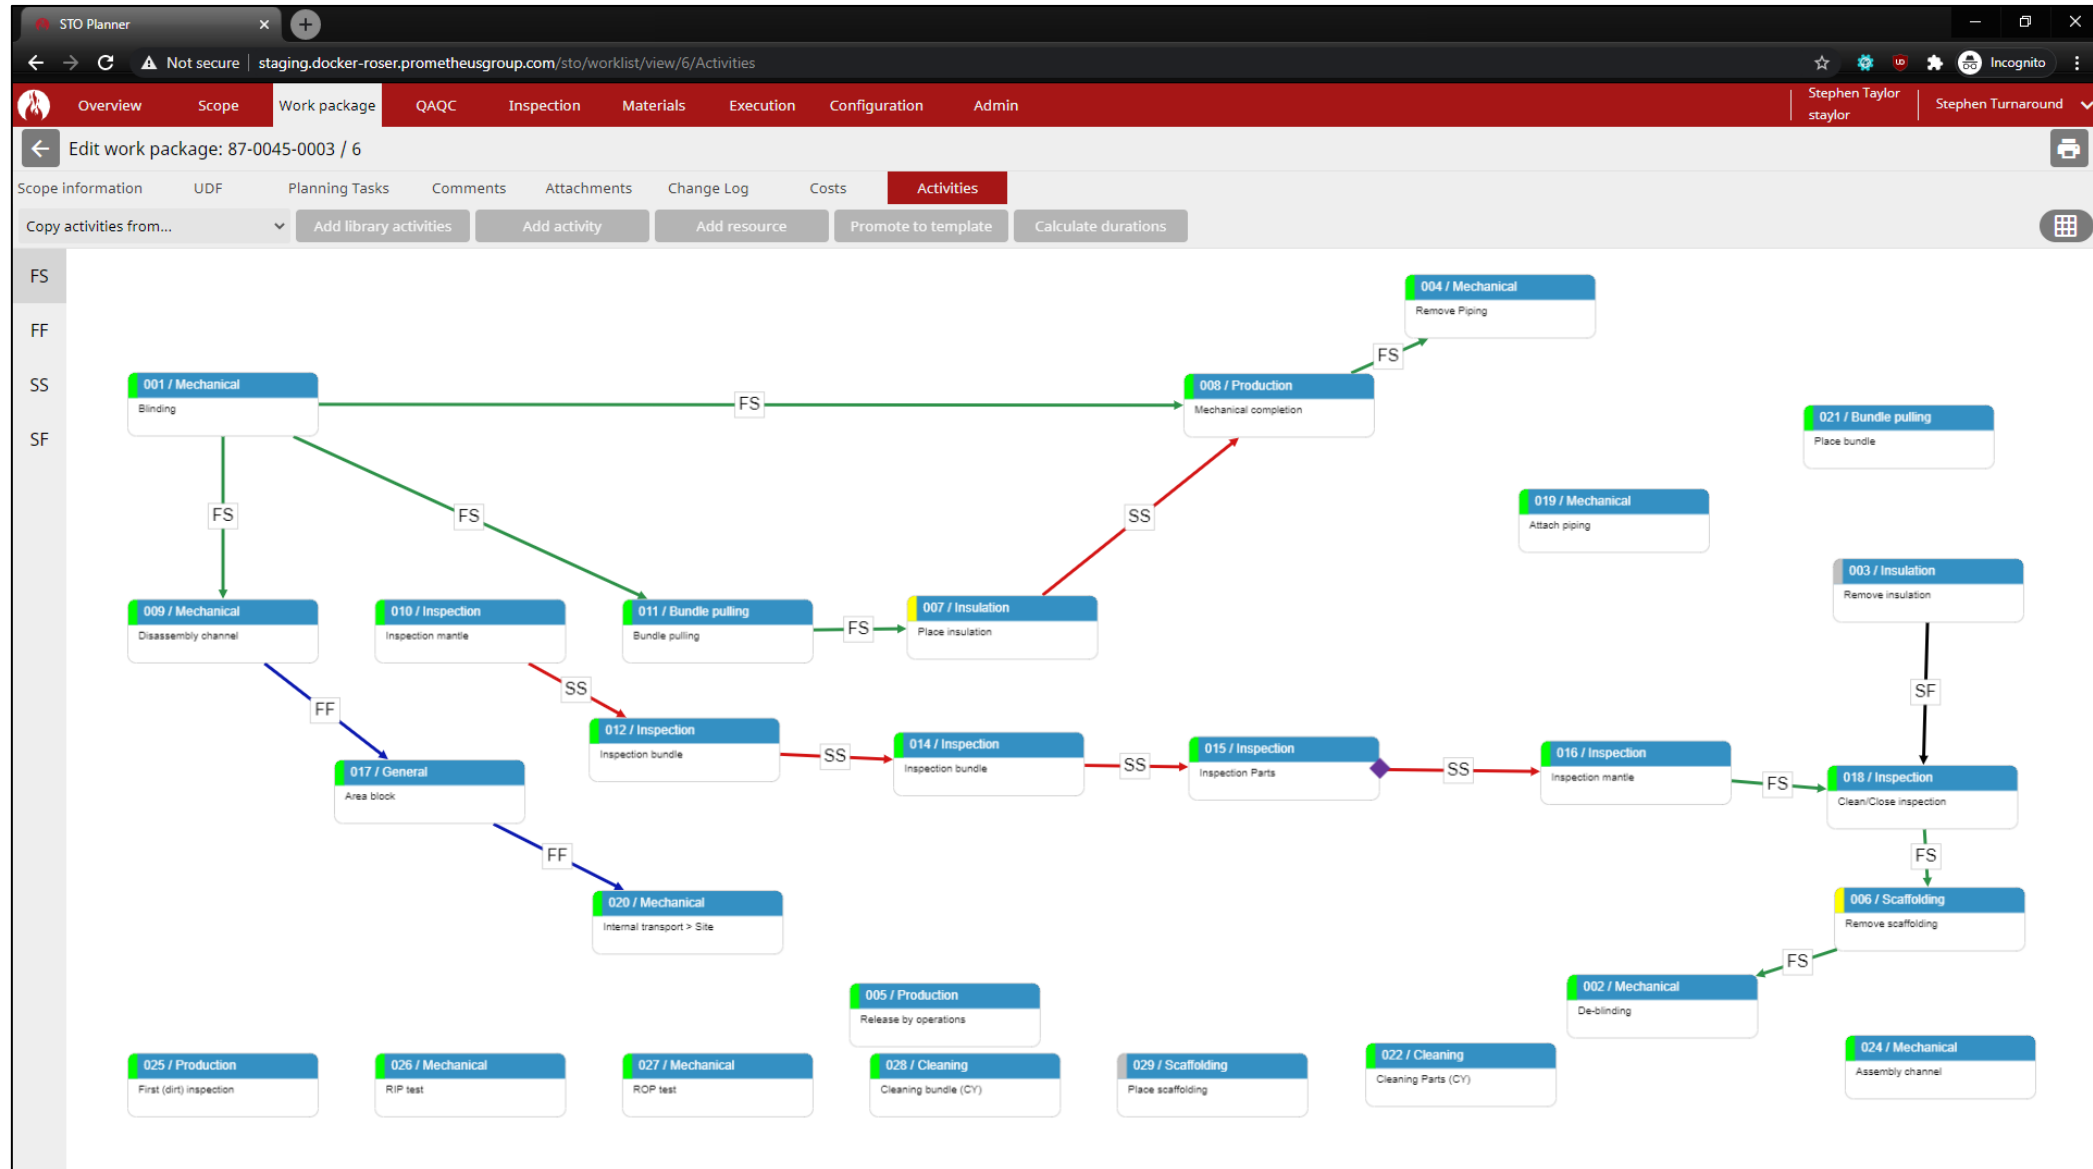 STO Planner
Not secure staging.docker-roser.prometheusgroup.com/sto/worklist/view/6/Activities Incognito
Overview Scope Work package QAQC Inspection Materials Execution Configuration Admin Stephen Taylor staylor Stephen Turnaround
Edit work package: 87-0045-0003 / 6
Scope information UDF Planning Tasks Comments Attachments Change Log Costs Activities
Copy activities from... Add library activities Add activity Add resource Promote to template Calculate durations
FS
FF
SS
SF
004 / Mechanical
Remove Piping
FS
001 / Mechanical
Blinding
FS
008 / Production
Mechanical completion
021 / Bundle pulling
Place bundle
019 / Mechanical
Attach piping
FS
FS
SS
003 / Insulation
Remove insulation
009 / Mechanical
Disassembly channel
010 / Inspection
Inspection mantle
011 / Bundle pulling
Bundle pulling
FS
007 / Insulation
Place insulation
SS
SF
FF
012 / Inspection
Inspection bundle
SS
014 / Inspection
Inspection bundle
SS
015 / Inspection
Inspection Parts
SS
016 / Inspection
Inspection mantle
FS
018 / Inspection
Clean/Close inspection
017 / General
Area block
FF
FS
020 / Mechanical
Internal transport > Site
006 / Scaffolding
Remove scaffolding
FS
002 / Mechanical
De-blinding
005 / Production
Release by operations
025 / Production
First (dirt) inspection
026 / Mechanical
RIP test
027 / Mechanical
ROP test
028 / Cleaning
Cleaning bundle (CY)
029 / Scaffolding
Place scaffolding
022 / Cleaning
Cleaning Parts (CY)
024 / Mechanical
Assembly channel